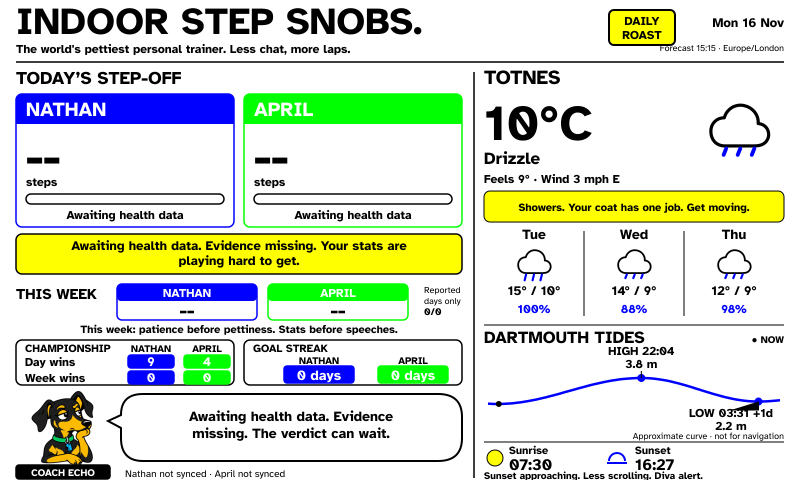 INDOOR STEP SNOBS.
The world's pettiest personal trainer. Less chat, more laps.
DAILY
ROAST
Mon 16 Nov
Forecast 15:15 · Europe/London
TODAY'S STEP-OFF
NATHAN
--
steps
Awaiting health data
APRIL
--
steps
Awaiting health data
Awaiting health data. Evidence missing. Your stats are
playing hard to get.
THIS WEEK
NATHAN
--
APRIL
--
Reported
days only
0/0
This week: patience before pettiness. Stats before speeches.
CHAMPIONSHIP NATHAN APRIL
Day wins 9 4
Week wins 0 0
GOAL STREAK
NATHAN APRIL
0 days 0 days
Awaiting health data. Evidence
missing. The verdict can wait.
COACH ECHO
Nathan not synced · April not synced
TOTNES
10°C
Drizzle
Feels 9° · Wind 3 mph E
Showers. Your coat has one job. Get moving.
Tue Wed Thu
15° / 10° 14° / 9° 12° / 9°
100% 88% 98%
DARTMOUTH TIDES
• NOW
HIGH 22:04
3.8 m
LOW 03:31 +1d
2.2 m
Approximate curve · not for navigation
Sunrise
07:30
Sunset
16:27
Sunset approaching. Less scrolling. Diva alert.